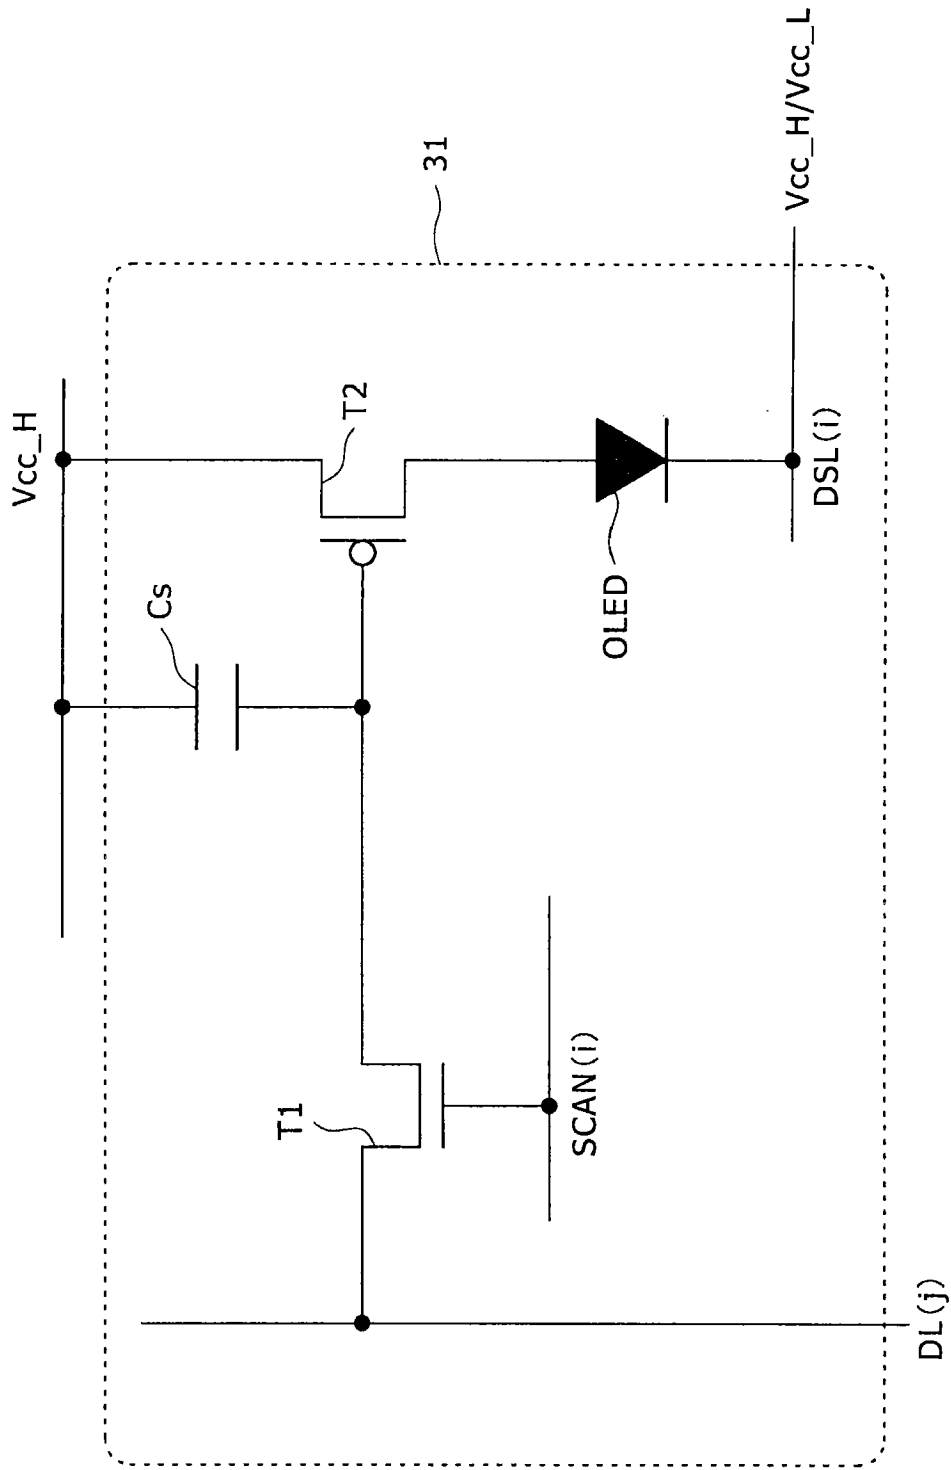 Vcc_H
31
Cs
T2
Vcc_H/Vcc_L
T1
OLED
SCAN(i)
DSL(i)
DL(j)